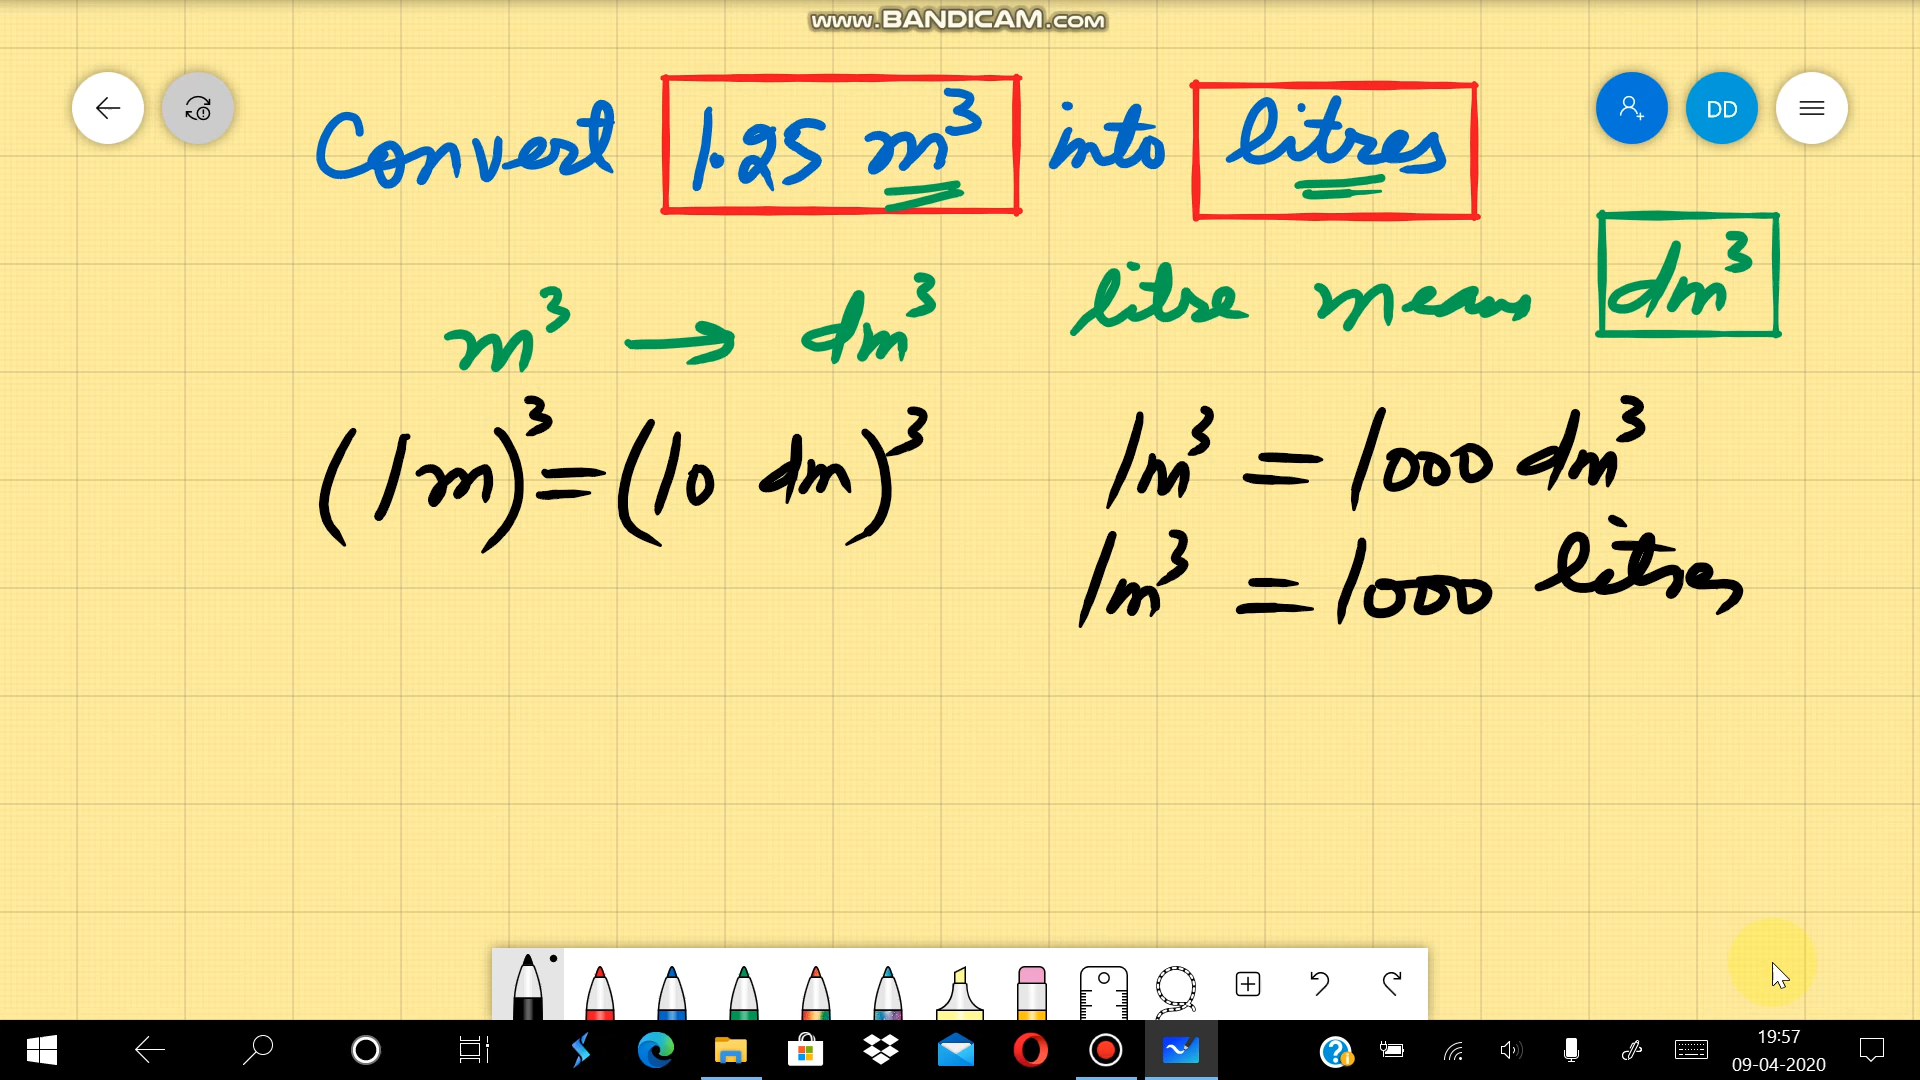 www.BANDICAM.com
Convert 1.25 m³ into litres
DD
m³ → dm³
litre means dm³
(1m)³ = (10 dm)³
1m³ = 1000 dm³
1m³ = 1000 litres
19:57
09-04-2020